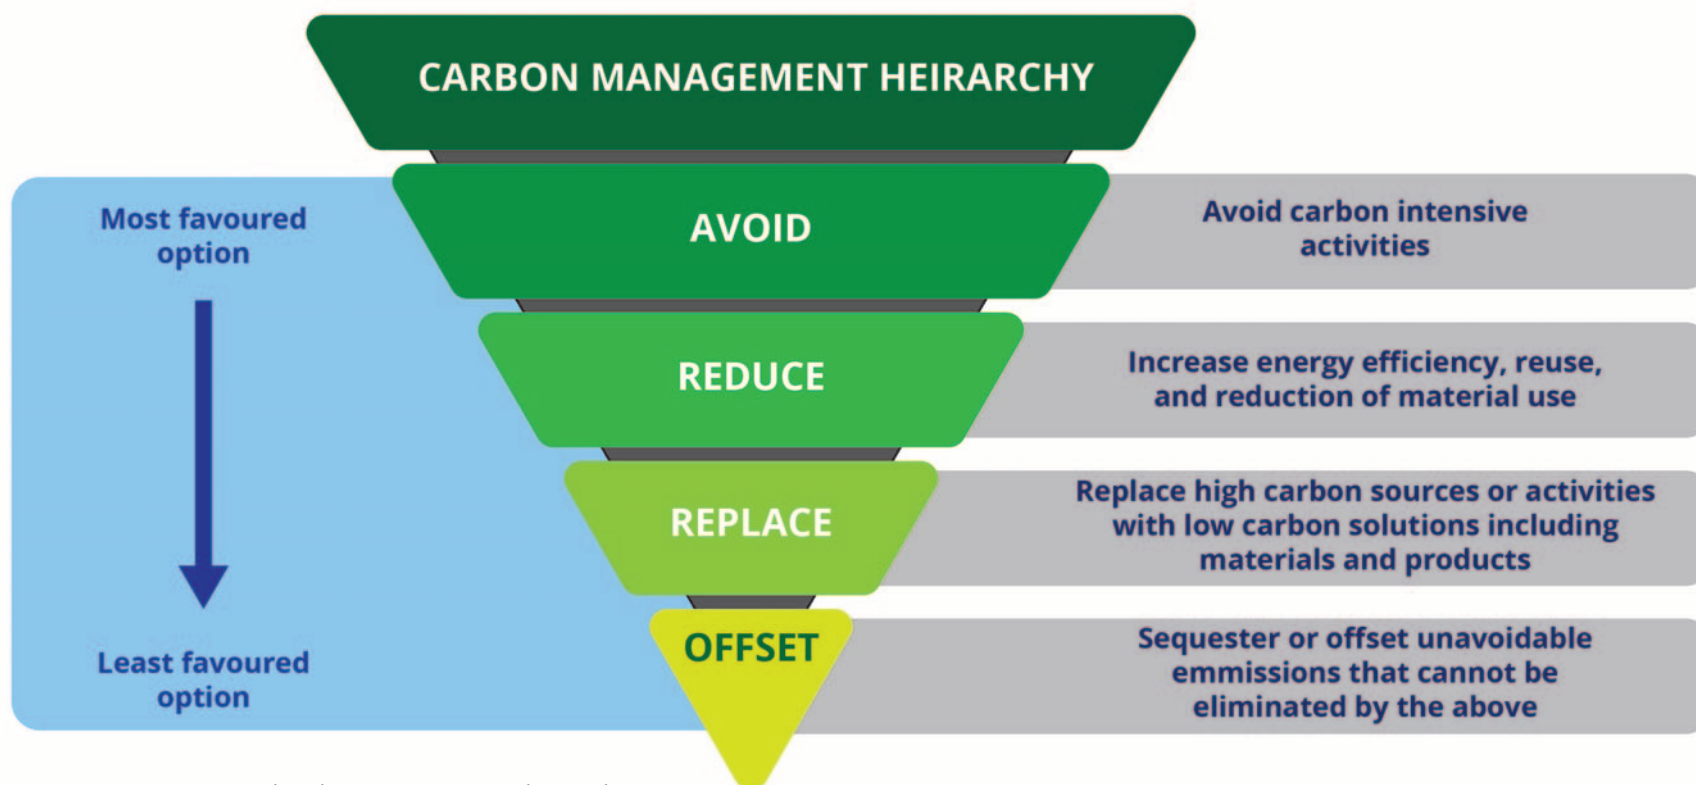 CARBON MANAGEMENT HEIRARCHY
Most favoured
option
AVOID
Avoid carbon intensive
activities
REDUCE
Increase energy efficiency, reuse,
and reduction of material use
REPLACE
Replace high carbon sources or activities
with low carbon solutions including
materials and products
Least favoured
option
OFFSET
Sequester or offset unavoidable
emmissions that cannot be
eliminated by the above